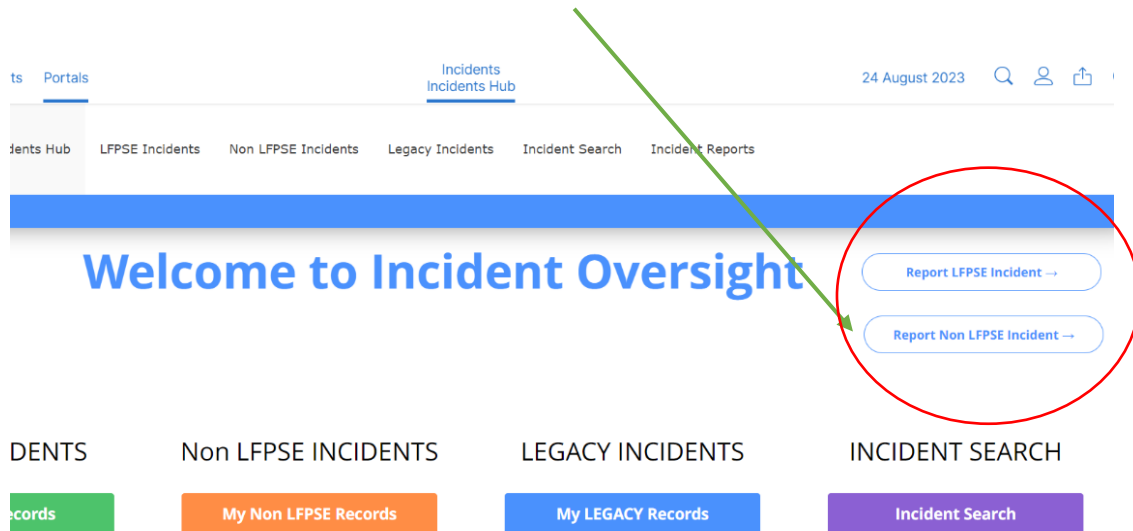 ts Portals
Incidents
Incidents Hub
24 August 2023
dents Hub LFPSE Incidents Non LFPSE Incidents Legacy Incidents Incident Search Incident Reports
Welcome to Incident Oversight
Report LFPSE Incident →
Report Non LFPSE Incident →
DENTS Non LFPSE INCIDENTS LEGACY INCIDENTS INCIDENT SEARCH
ecords My Non LFPSE Records My LEGACY Records Incident Search